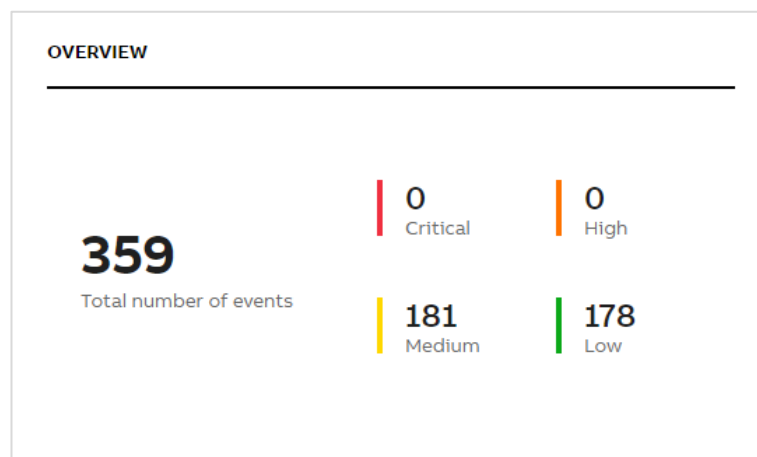 OVERVIEW
359
Total number of events
0
Critical
0
High
181
Medium
178
Low